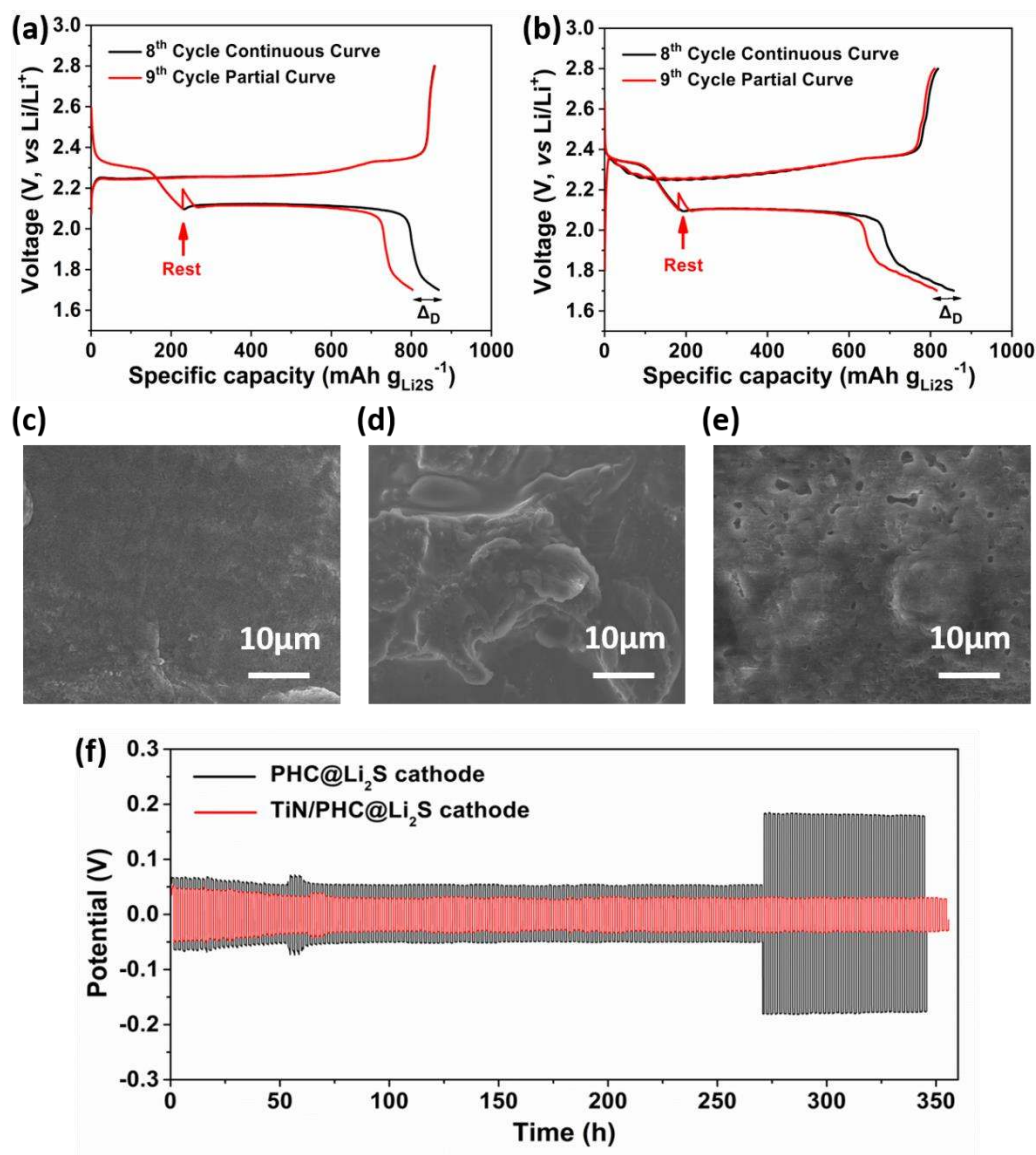 (a)
3.0
2.8
2.6
2.4
2.2
2.0
1.8
1.6
Voltage (V, vs Li/Li⁺)
8ᵗʰ Cycle Continuous Curve
9ᵗʰ Cycle Partial Curve
Rest
Δ_D
0 200 400 600 800 1000
Specific capacity (mAh g_Li2S⁻¹)
(b)
3.0
2.8
2.6
2.4
2.2
2.0
1.8
1.6
Voltage (V, vs Li/Li⁺)
8ᵗʰ Cycle Continuous Curve
9ᵗʰ Cycle Partial Curve
Rest
Δ_D
0 200 400 600 800 1000
Specific capacity (mAh g_Li2S⁻¹)
(c)
10μm
(d)
10μm
(e)
10μm
(f)
0.3
0.2
0.1
0.0
-0.1
-0.2
-0.3
Potential (V)
PHC@Li₂S cathode
TiN/PHC@Li₂S cathode
0 50 100 150 200 250 300 350
Time (h)